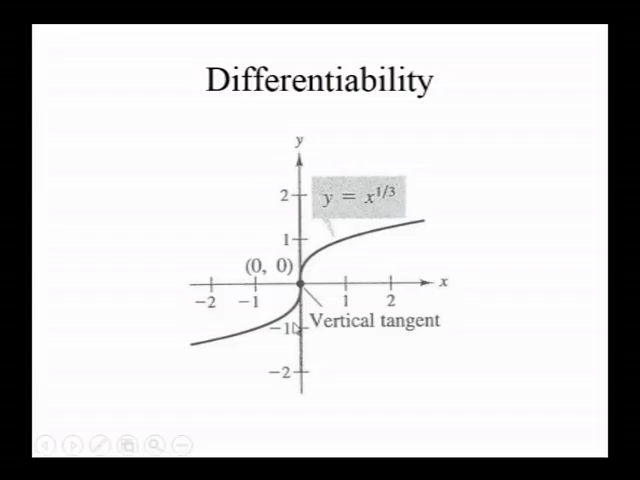 Differentiability
y
2
y = x^1/3
1
(0, 0)
x
-2 -1 1 2
-1
Vertical tangent
-2